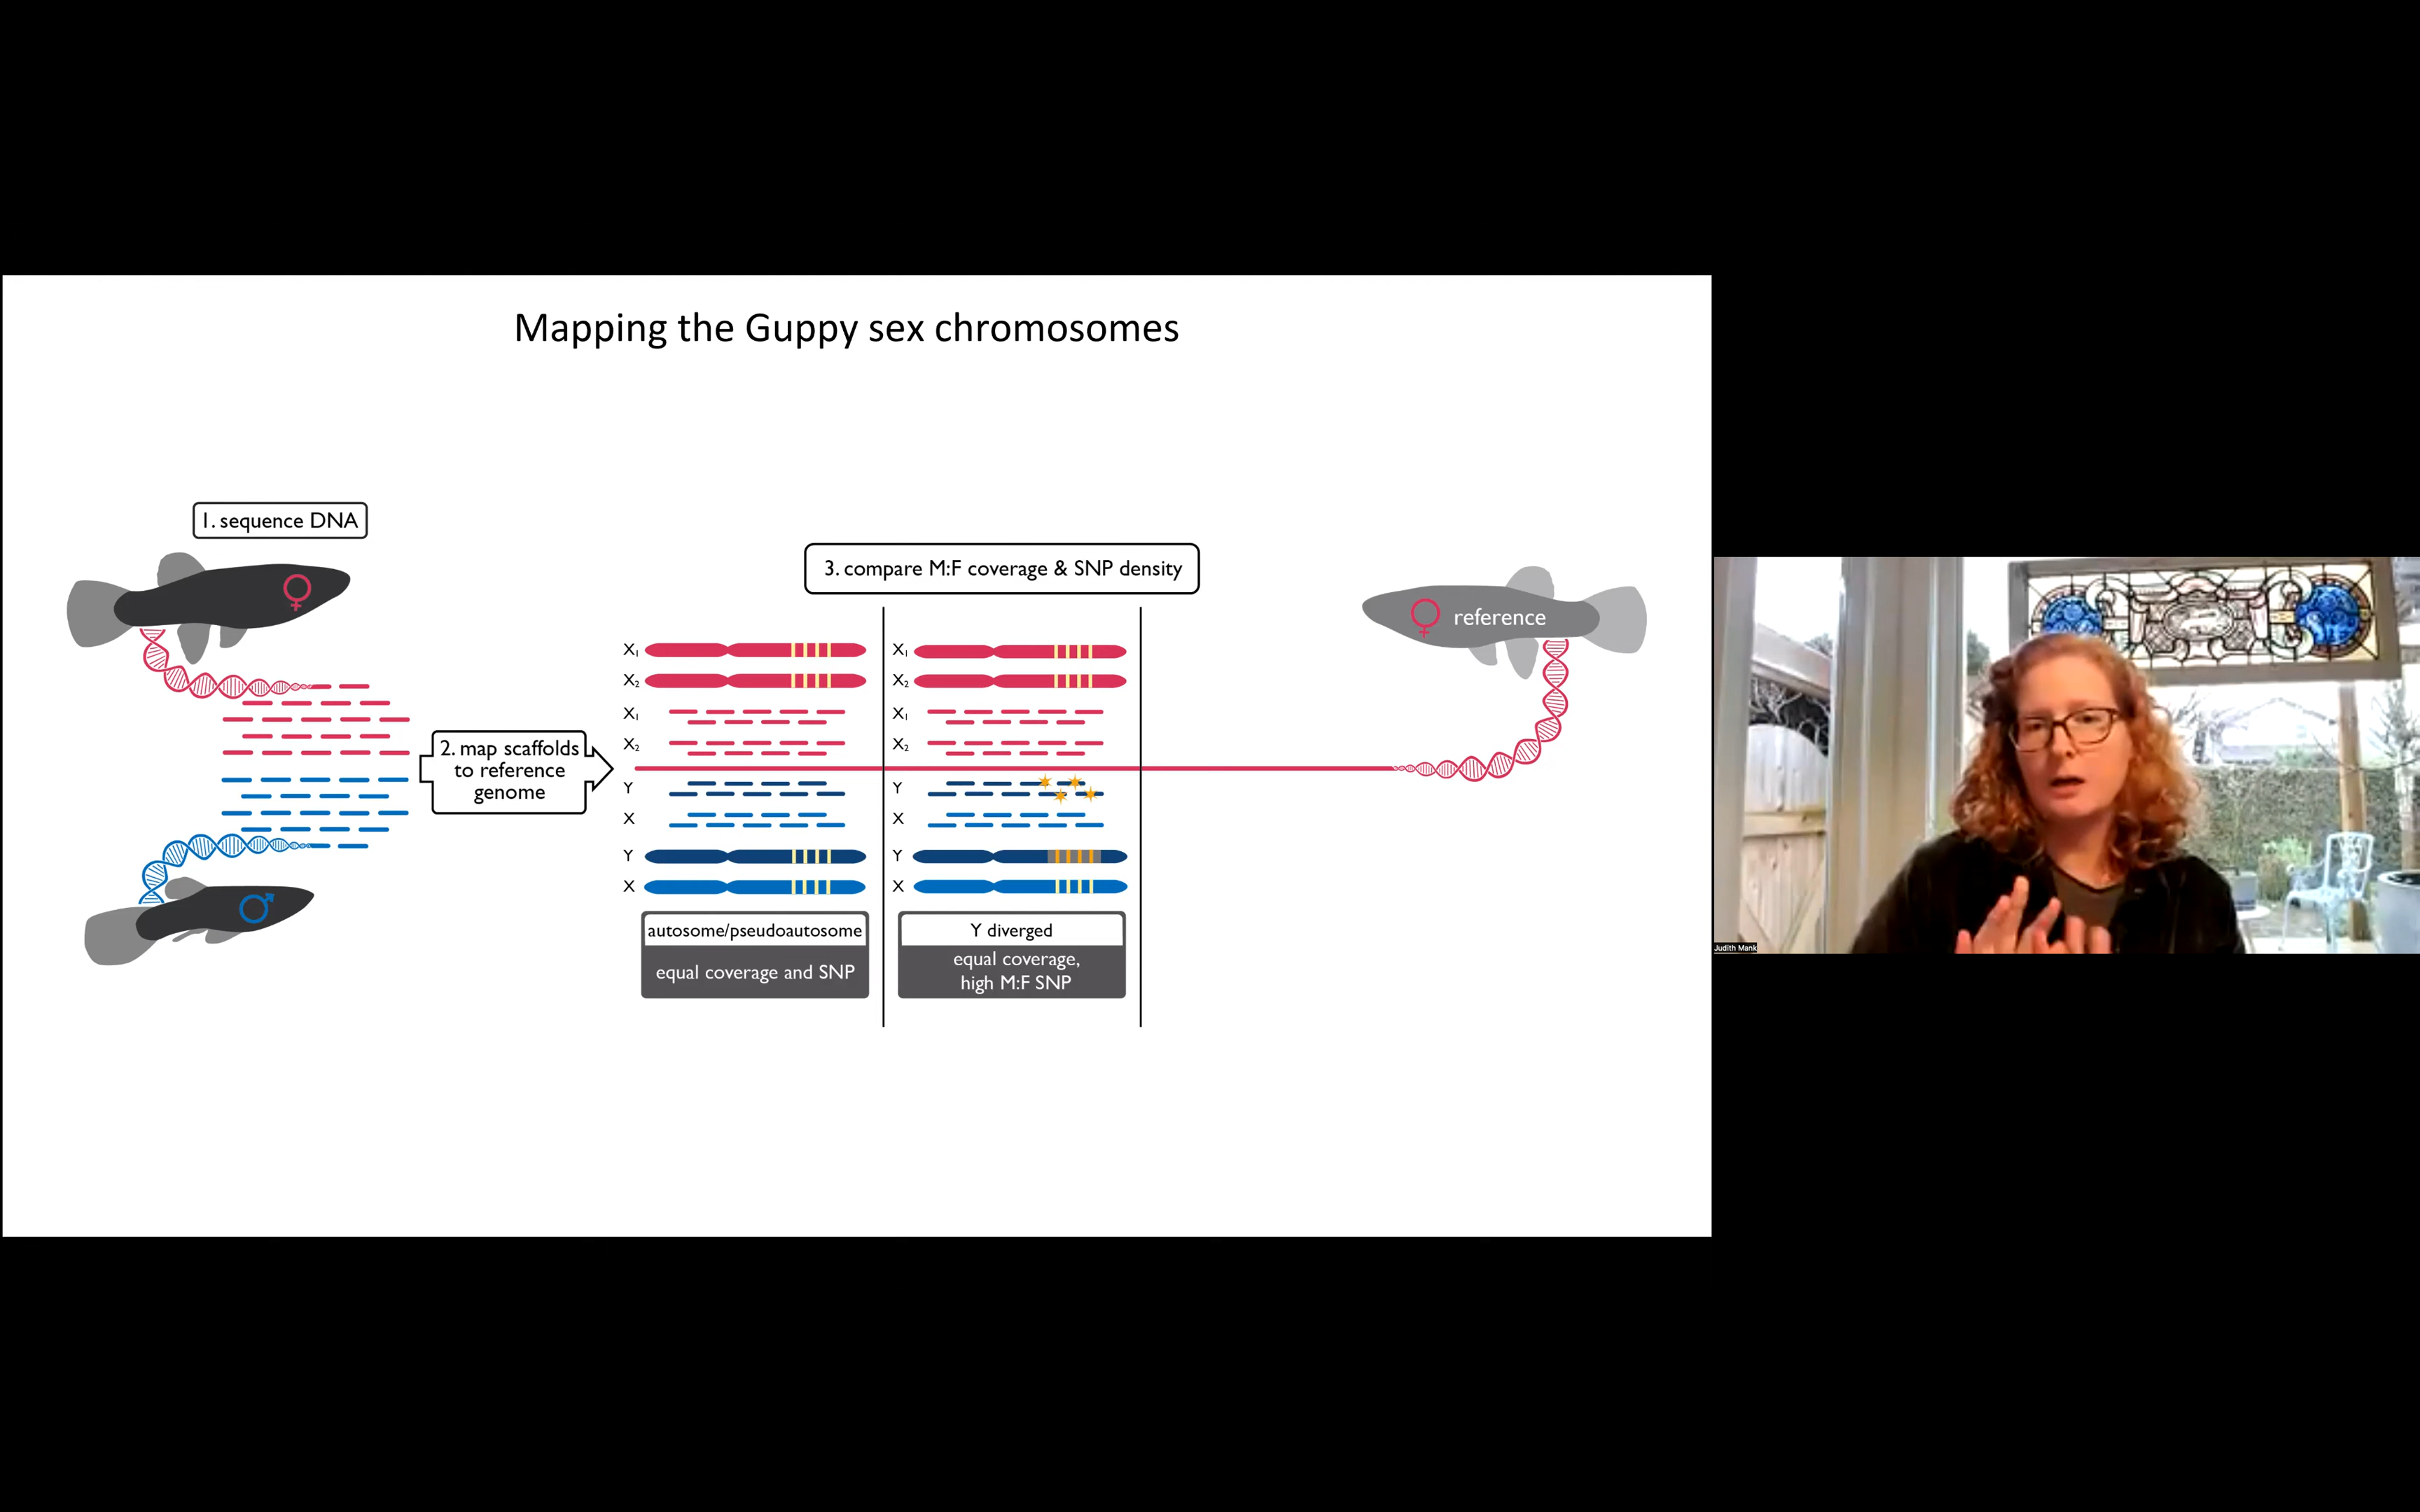 Mapping the Guppy sex chromosomes
1. sequence DNA
♀
2. map scaffolds
to reference
genome
♂
3. compare M:F coverage & SNP density
X₁
X₂
X₁
X₂
Y
X
Y
X
autosome/pseudoautosome
equal coverage and SNP
X₁
X₂
X₁
X₂
Y
X
Y
X
Y diverged
equal coverage,
high M:F SNP
♀ reference
Judith Mank